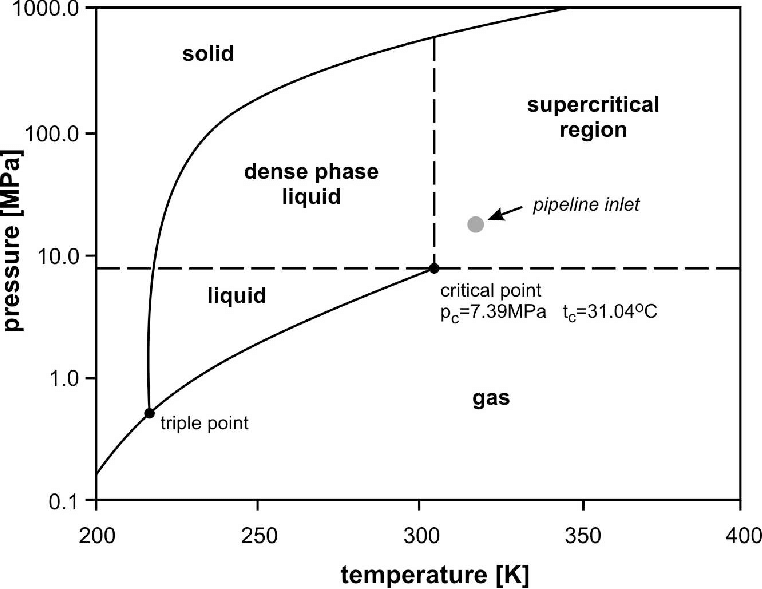 1000.0
100.0
10.0
1.0
0.1
pressure [MPa]
solid
supercritical
region
dense phase
liquid
pipeline inlet
liquid
critical point
pc=7.39MPa tc=31.04ºC
gas
triple point
200
250
300
350
400
temperature [K]